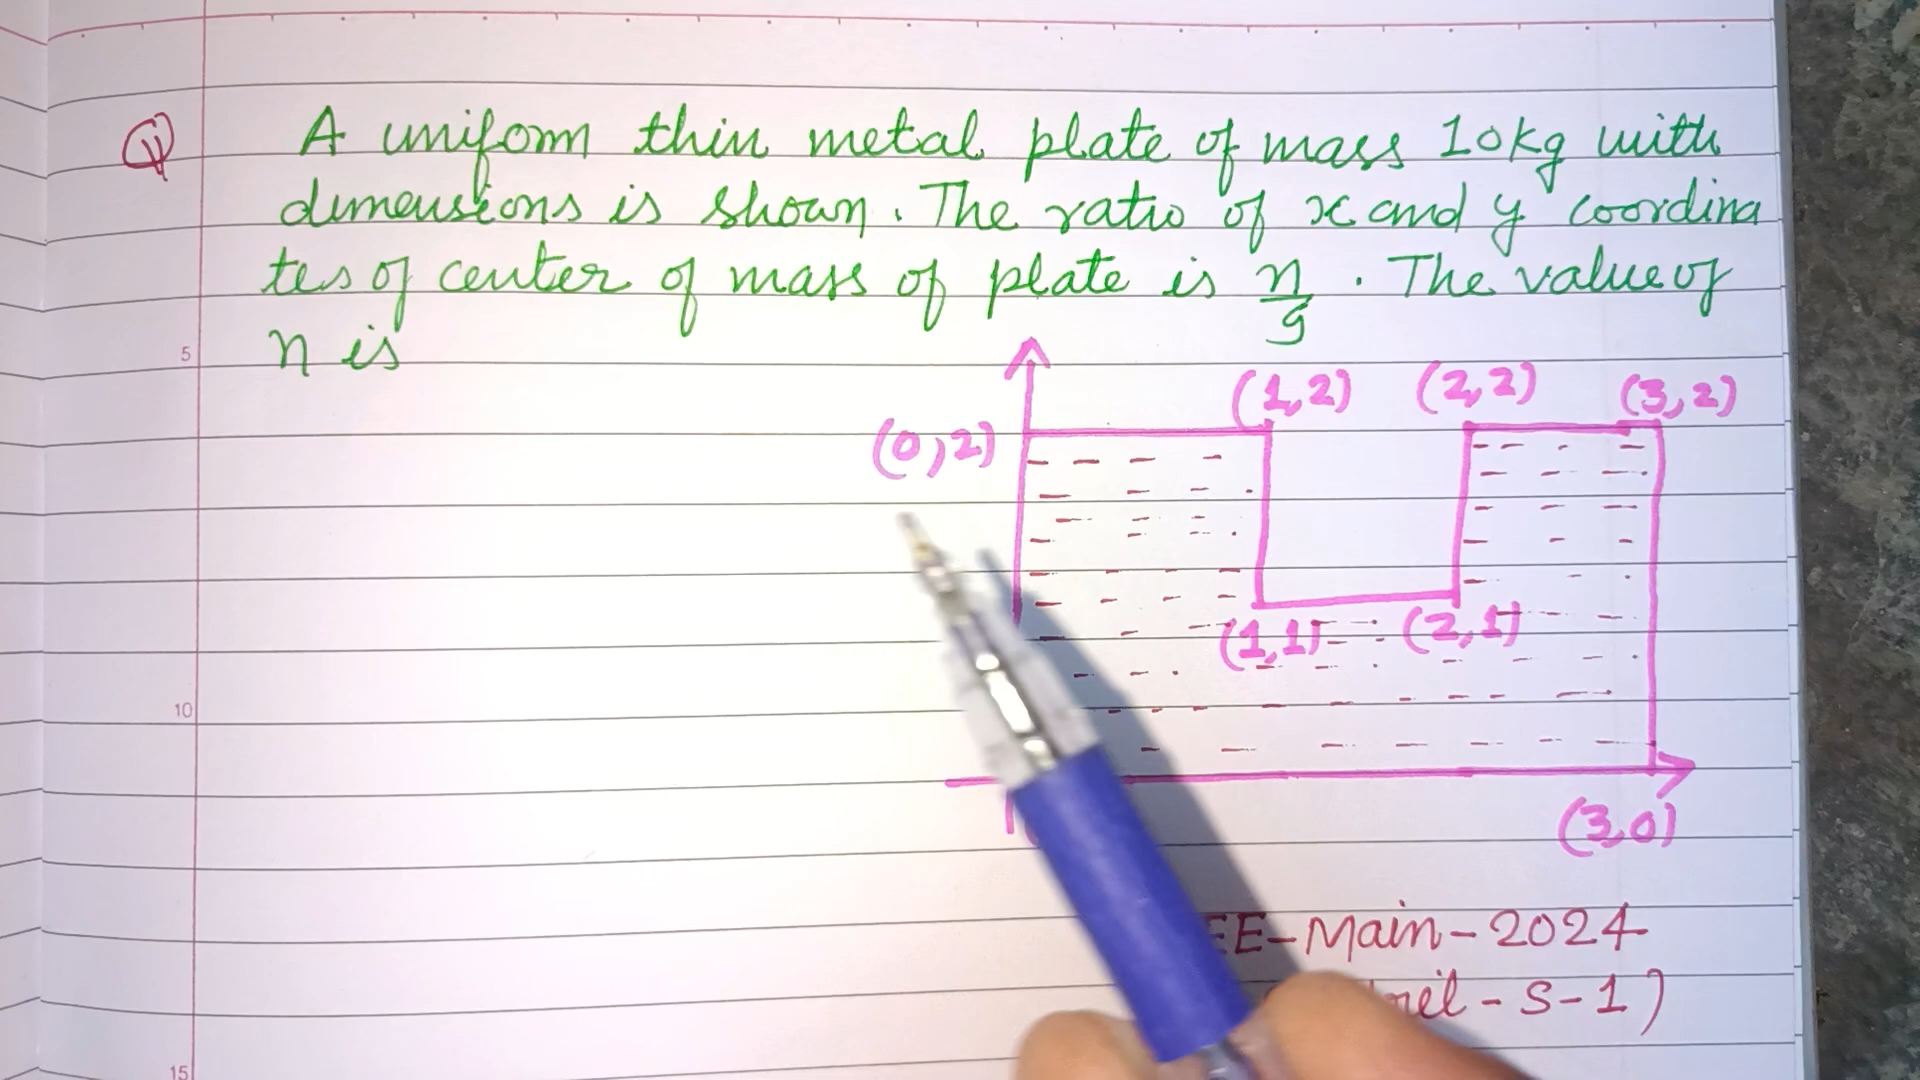 Q
A uniform thin metal plate of mass 10kg with
dimensions is shown. The ratio of x and y coordina
tes of center of mass of plate is n/9. The value of
n is
5
(1,2) (2,2) (3,2)
(0,2)
(1,1) (2,1)
10
(3,0)
EE-Main-2024
-S-1)
15